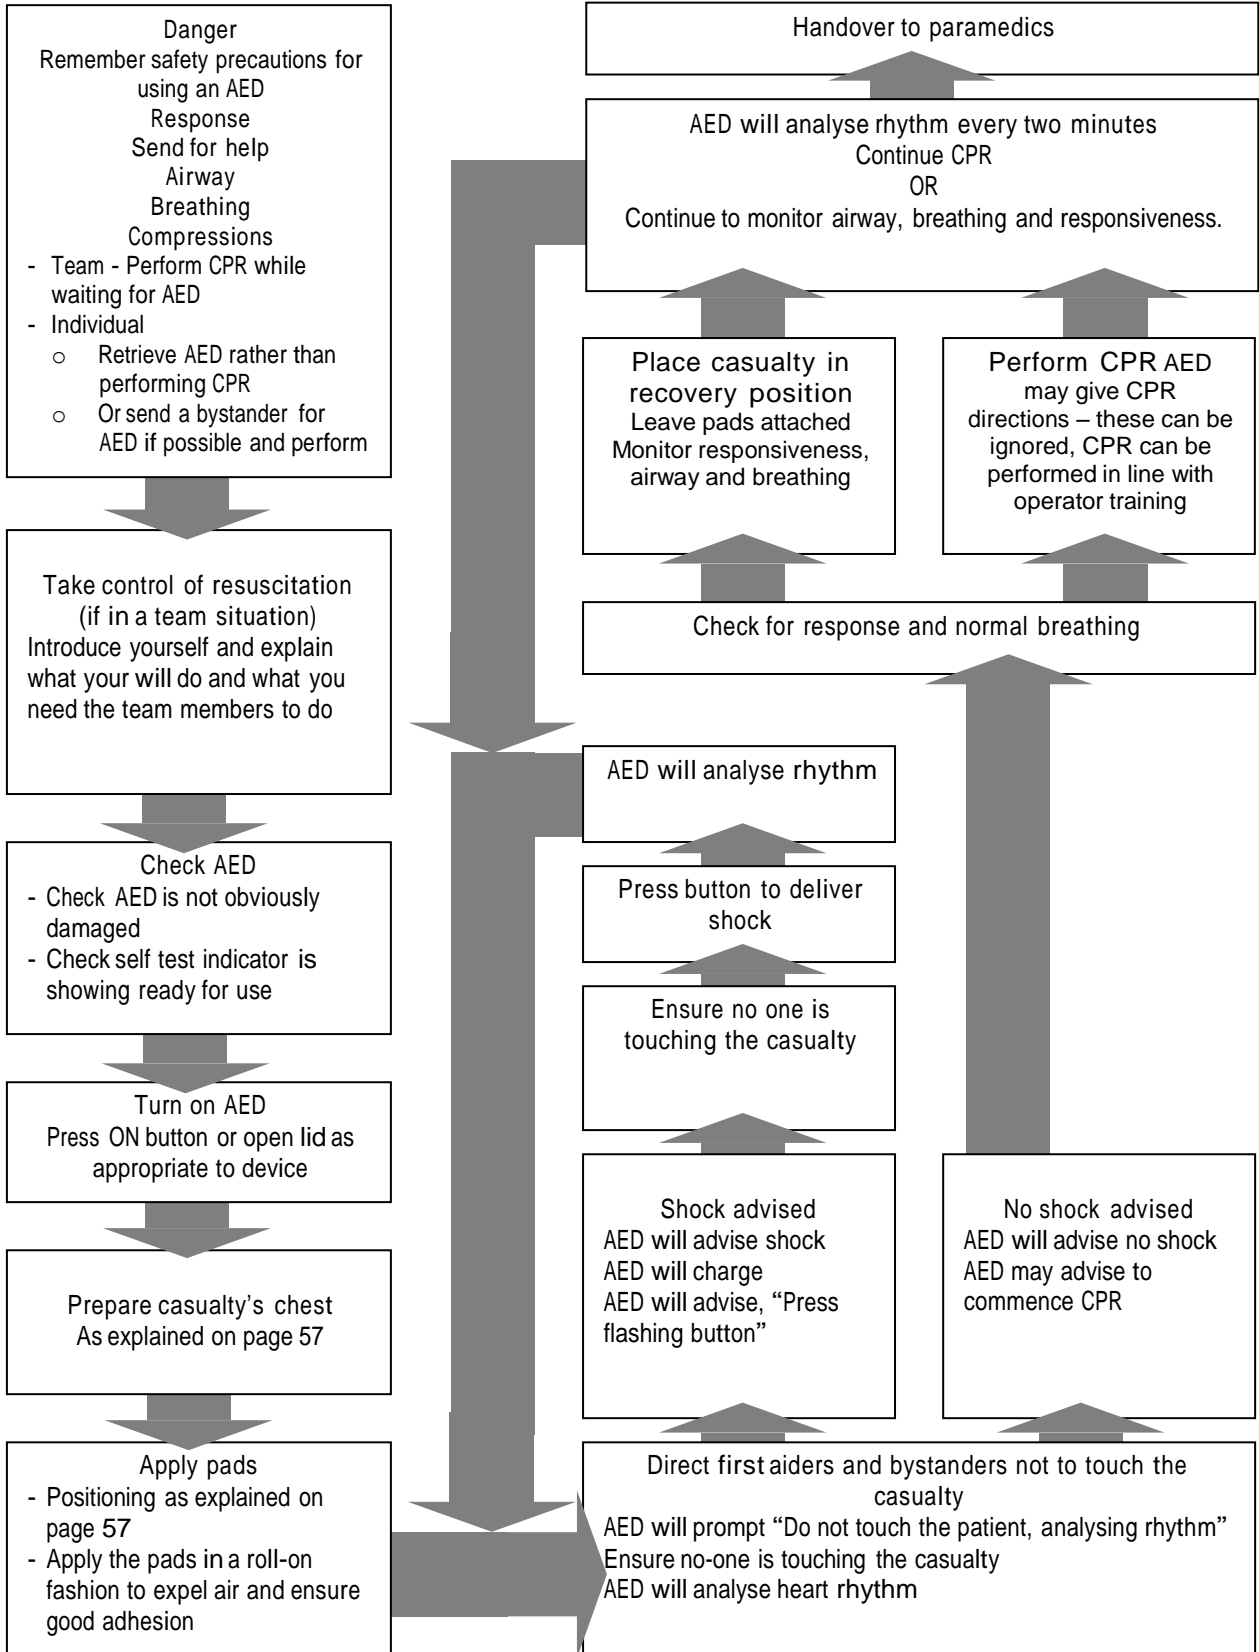 Danger
Remember safety precautions for
using an AED
Response
Send for help
Airway
Breathing
Compressions
- Team - Perform CPR while
waiting for AED
- Individual
o Retrieve AED rather than
performing CPR
o Or send a bystander for
AED if possible and perform
Take control of resuscitation
(if in a team situation)
Introduce yourself and explain
what your will do and what you
need the team members to do
Check AED
- Check AED is not obviously
damaged
- Check self test indicator is
showing ready for use
Turn on AED
Press ON button or open lid as
appropriate to device
Prepare casualty’s chest
As explained on page 57
Apply pads
- Positioning as explained on
page 57
- Apply the pads in a roll-on
fashion to expel air and ensure
good adhesion
Direct first aiders and bystanders not to touch the
casualty
AED will prompt “Do not touch the patient, analysing rhythm”
Ensure no-one is touching the casualty
AED will analyse heart rhythm
Shock advised
AED will advise shock
AED will charge
AED will advise, “Press
flashing button”
No shock advised
AED will advise no shock
AED may advise to
commence CPR
Ensure no one is
touching the casualty
Press button to deliver
shock
AED will analyse rhythm
Check for response and normal breathing
Place casualty in
recovery position
Leave pads attached
Monitor responsiveness,
airway and breathing
Perform CPR AED
may give CPR
directions – these can be
ignored, CPR can be
performed in line with
operator training
AED will analyse rhythm every two minutes
Continue CPR
OR
Continue to monitor airway, breathing and responsiveness.
Handover to paramedics